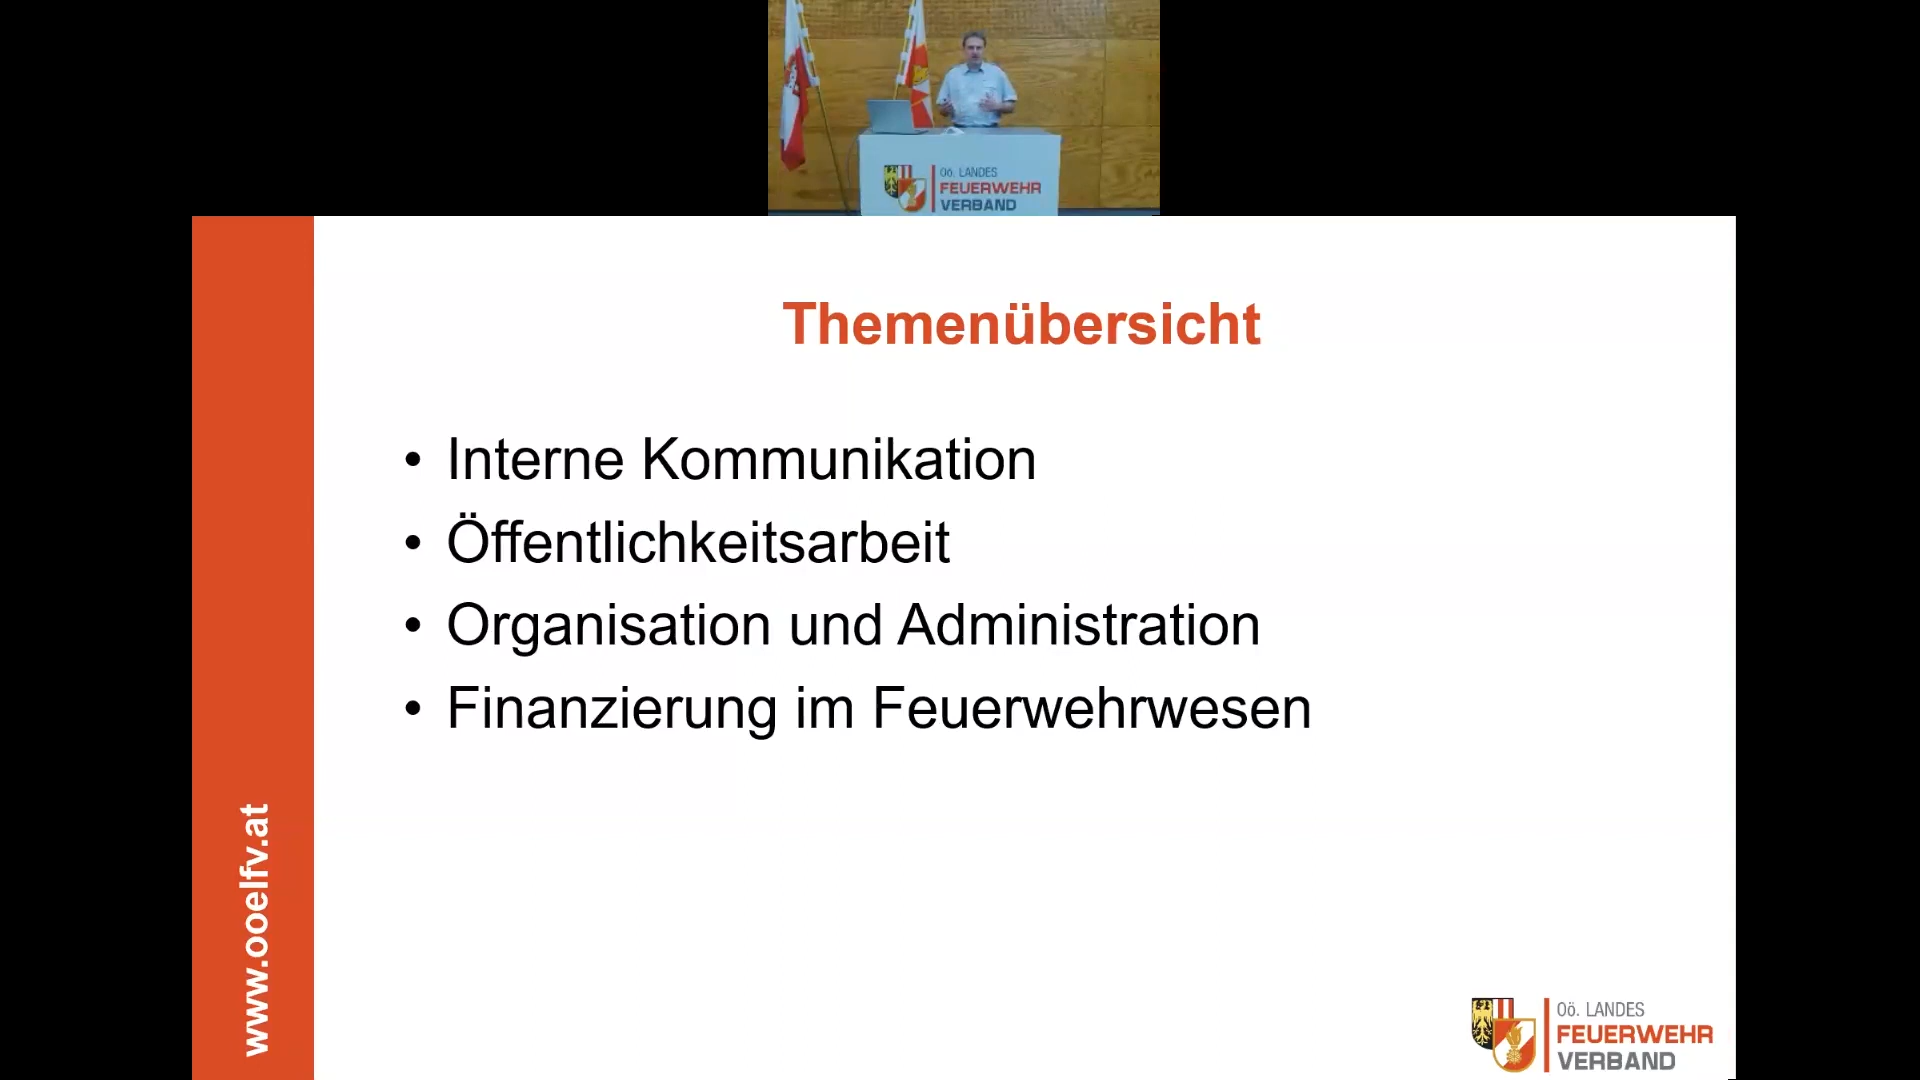 Oö. LANDES
FEUERWEHR
VERBAND
Themenübersicht
• Interne Kommunikation
• Öffentlichkeitsarbeit
• Organisation und Administration
• Finanzierung im Feuerwehrwesen
www.ooelfv.at
Oö. LANDES
FEUERWEHR
VERBAND